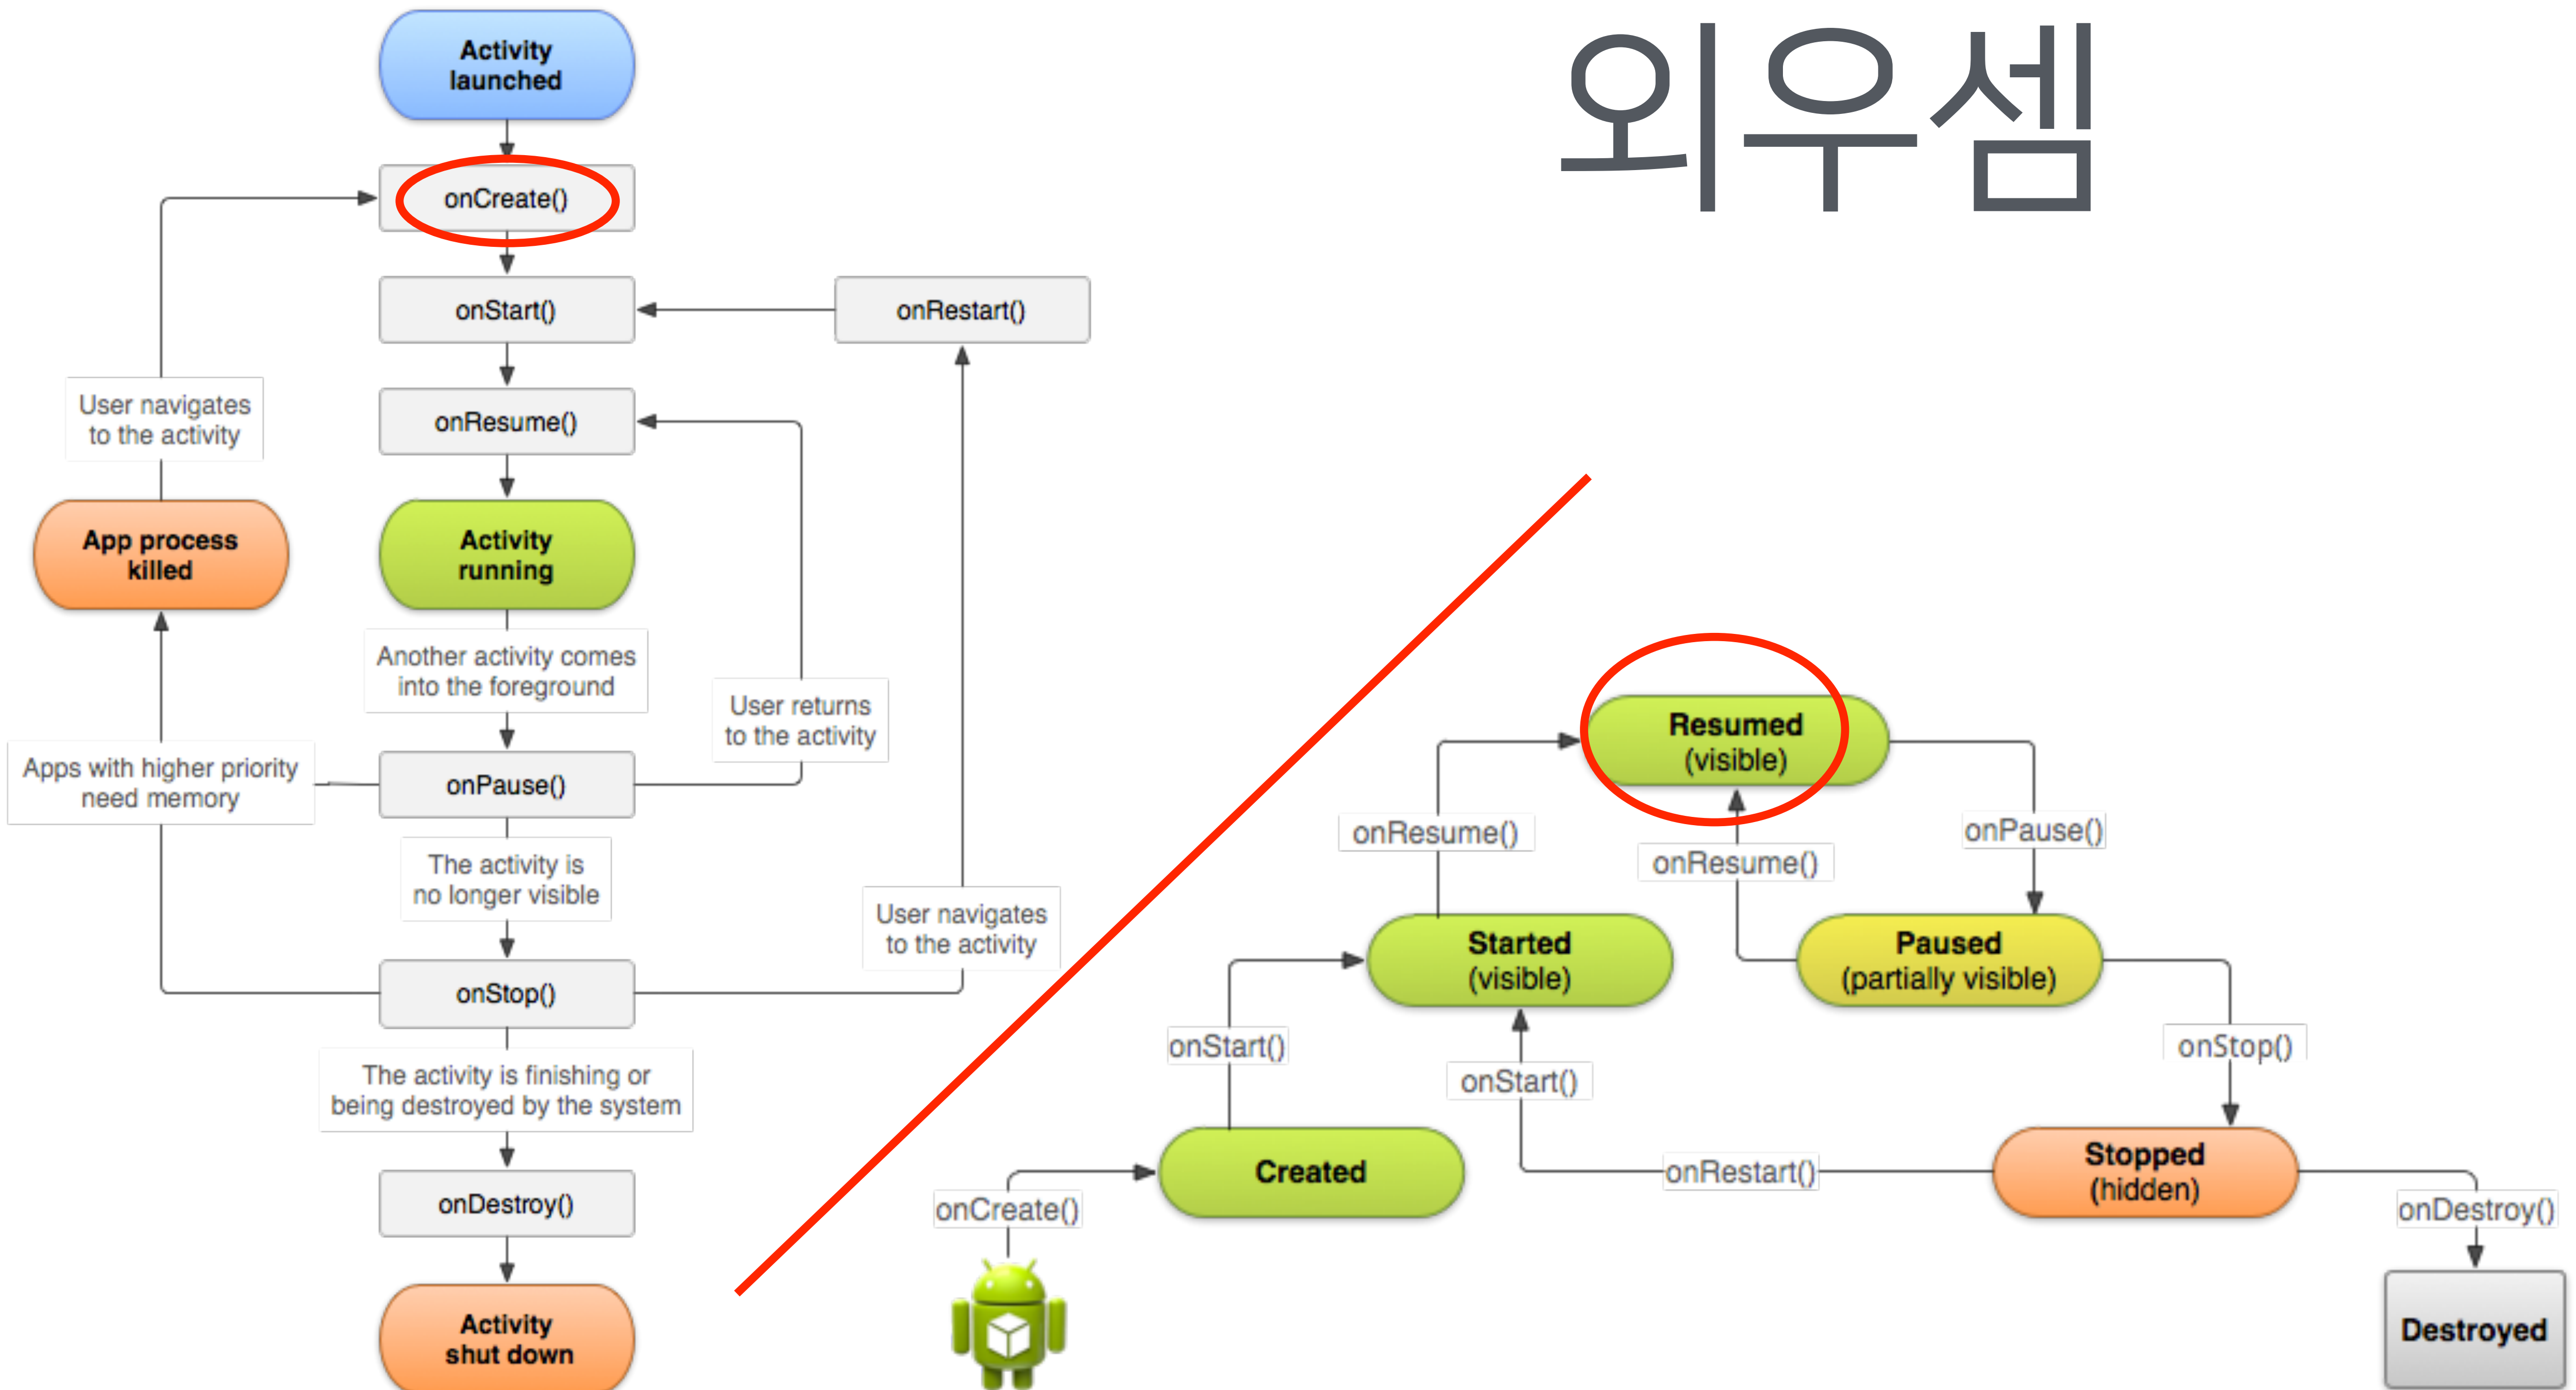 외우셈
Activity
launched
onCreate()
onStart()
onRestart()
User navigates
to the activity
onResume()
App process
killed
Activity
running
Another activity comes
into the foreground
User returns
to the activity
Apps with higher priority
need memory
onPause()
The activity is
no longer visible
User navigates
to the activity
onStop()
The activity is finishing or
being destroyed by the system
onDestroy()
Activity
shut down
Resumed
(visible)
onResume()
onResume()
onPause()
Started
(visible)
Paused
(partially visible)
onStart()
onStart()
onStop()
Created
onRestart()
Stopped
(hidden)
onCreate()
onDestroy()
Destroyed